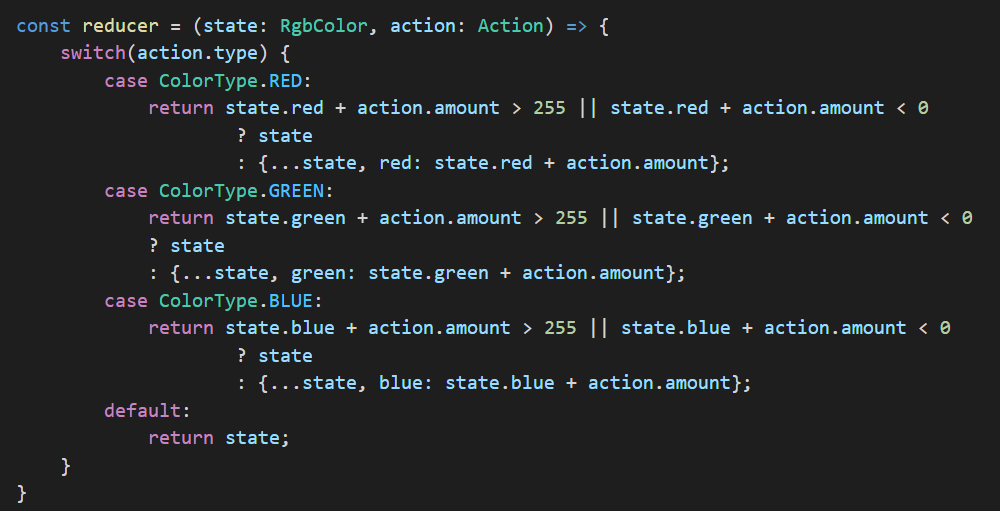 const reducer = (state: RgbColor, action: Action) => {
    switch(action.type) {
        case ColorType.RED:
            return state.red + action.amount > 255 || state.red + action.amount < 0
                    ? state
                    : {...state, red: state.red + action.amount};
        case ColorType.GREEN:
            return state.green + action.amount > 255 || state.green + action.amount < 0
            ? state
            : {...state, green: state.green + action.amount};
        case ColorType.BLUE:
            return state.blue + action.amount > 255 || state.blue + action.amount < 0
                    ? state
                    : {...state, blue: state.blue + action.amount};
        default:
            return state;
    }
}